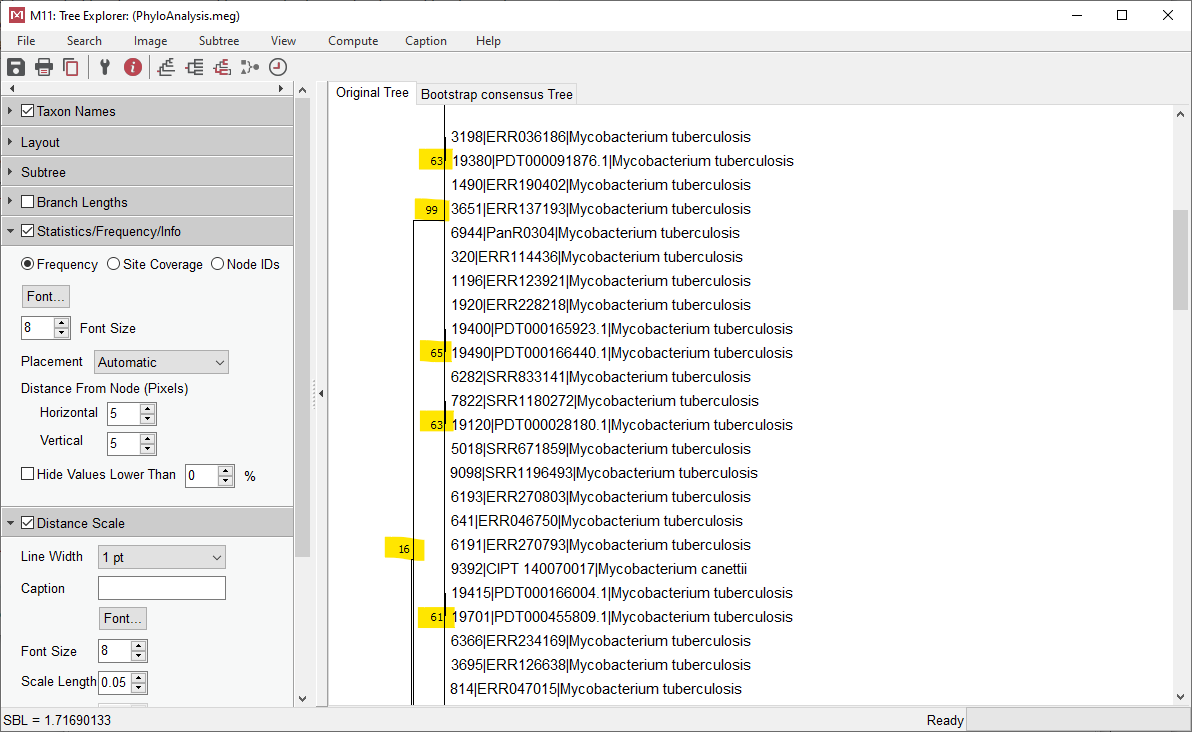 M11: Tree Explorer: (PhyloAnalysis.meg)
File Search Image Subtree View Compute Caption Help
Taxon Names
Layout
Subtree
Branch Lengths
Statistics/Frequency/Info
Frequency Site Coverage Node IDs
Font...
8 Font Size
Placement Automatic
Distance From Node (Pixels)
Horizontal 5
Vertical 5
Hide Values Lower Than 0 %
Distance Scale
Line Width 1 pt
Caption
Font...
Font Size 8
Scale Length 0.05
Original Tree Bootstrap consensus Tree
3198|ERR036186|Mycobacterium tuberculosis
63 19380|PDT000091876.1|Mycobacterium tuberculosis
1490|ERR190402|Mycobacterium tuberculosis
99 3651|ERR137193|Mycobacterium tuberculosis
6944|PanR0304|Mycobacterium tuberculosis
320|ERR114436|Mycobacterium tuberculosis
1196|ERR123921|Mycobacterium tuberculosis
1920|ERR228218|Mycobacterium tuberculosis
19400|PDT000165923.1|Mycobacterium tuberculosis
65 19490|PDT000166440.1|Mycobacterium tuberculosis
6282|SRR833141|Mycobacterium tuberculosis
7822|SRR1180272|Mycobacterium tuberculosis
63 19120|PDT000028180.1|Mycobacterium tuberculosis
5018|SRR671859|Mycobacterium tuberculosis
9098|SRR1196493|Mycobacterium tuberculosis
6193|ERR270803|Mycobacterium tuberculosis
641|ERR046750|Mycobacterium tuberculosis
16 6191|ERR270793|Mycobacterium tuberculosis
9392|CIPT 140070017|Mycobacterium canettii
19415|PDT000166004.1|Mycobacterium tuberculosis
61 19701|PDT000455809.1|Mycobacterium tuberculosis
6366|ERR234169|Mycobacterium tuberculosis
3695|ERR126638|Mycobacterium tuberculosis
814|ERR047015|Mycobacterium tuberculosis
SBL = 1.71690133 Ready